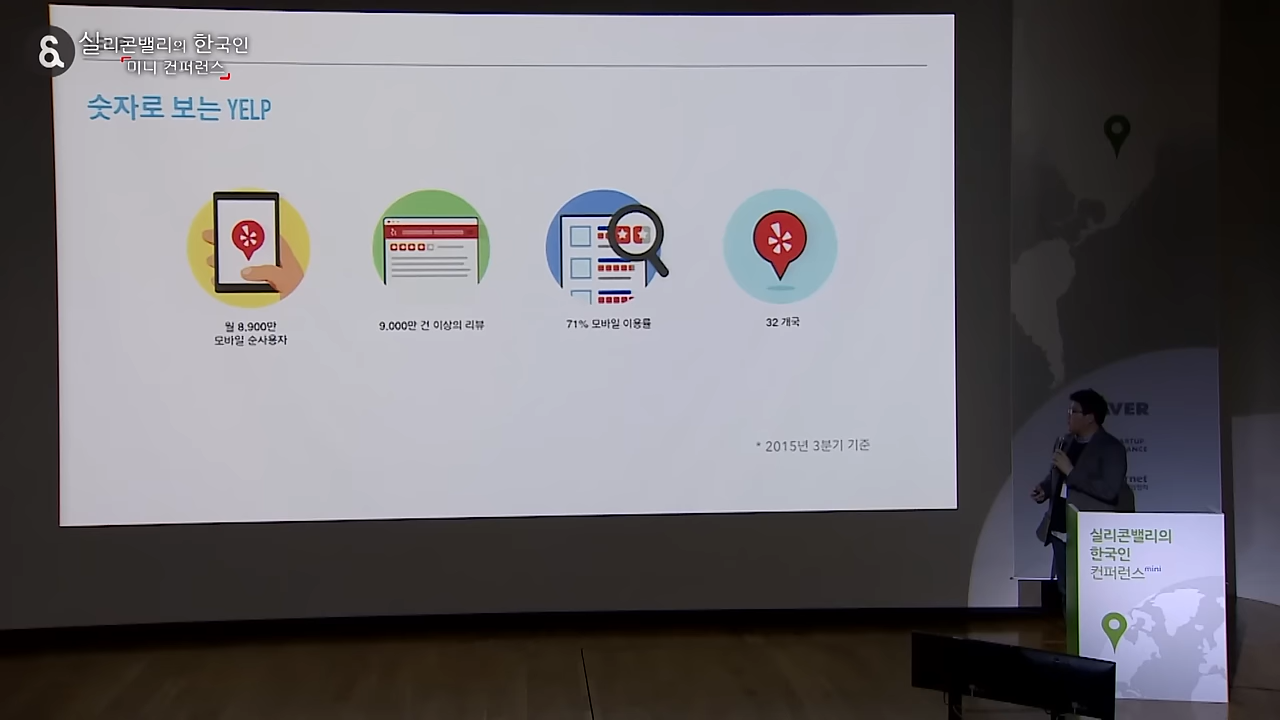 실리콘밸리의 한국인
미니 컨퍼런스
숫자로 보는 YELP
월 8,900만
모바일 순사용자
9,000만 건 이상의 리뷰
71% 모바일 이용률
32 개국
* 2015년 3분기 기준
VER
실리콘밸리의
한국인
컨퍼런스mini